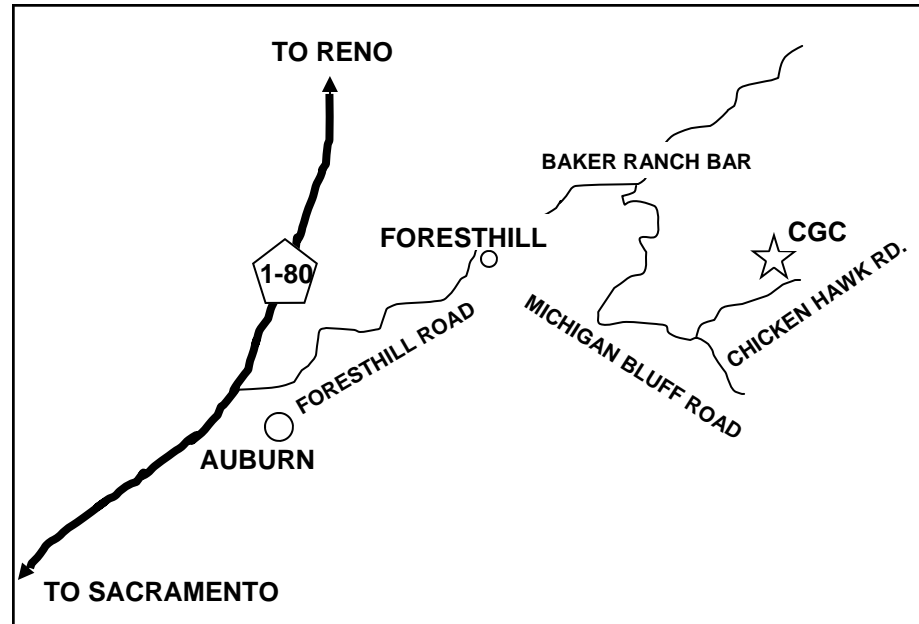 TO RENO
BAKER RANCH BAR
FORESTHILL
CGC
1-80
CHICKEN HAWK RD.
FORESTHILL ROAD
MICHIGAN BLUFF ROAD
AUBURN
TO SACRAMENTO